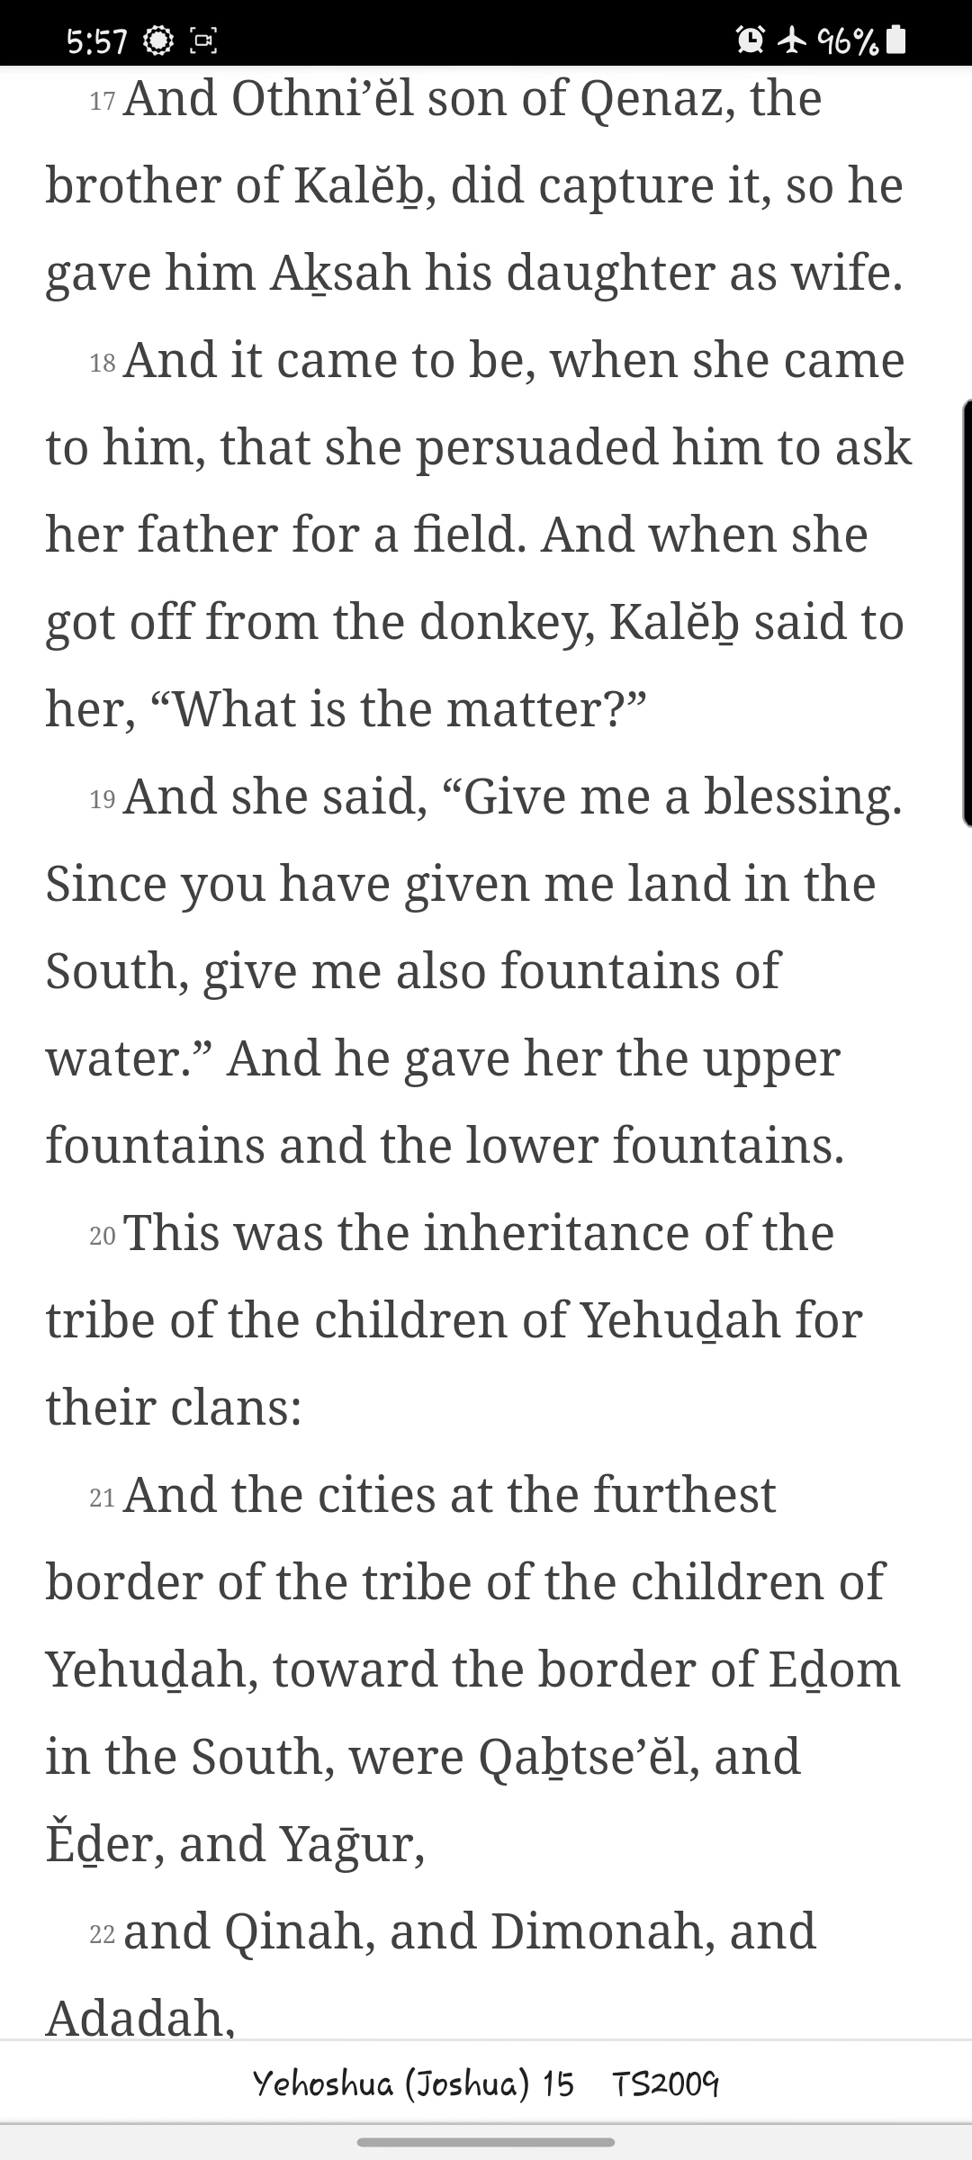 5:57 96%
17 And Othni’ĕl son of Qenaz, the
brother of Kalĕḇ, did capture it, so he
gave him Aḵsah his daughter as wife.
18 And it came to be, when she came
to him, that she persuaded him to ask
her father for a field. And when she
got off from the donkey, Kalĕḇ said to
her, “What is the matter?”
19 And she said, “Give me a blessing.
Since you have given me land in the
South, give me also fountains of
water.” And he gave her the upper
fountains and the lower fountains.
20 This was the inheritance of the
tribe of the children of Yehuḏah for
their clans:
21 And the cities at the furthest
border of the tribe of the children of
Yehuḏah, toward the border of Eḏom
in the South, were Qaḇtse’ĕl, and
Ěḏer, and Yaḡur,
22 and Qinah, and Dimonah, and
Adadah,
Yehoshua (Joshua) 15 TS2009